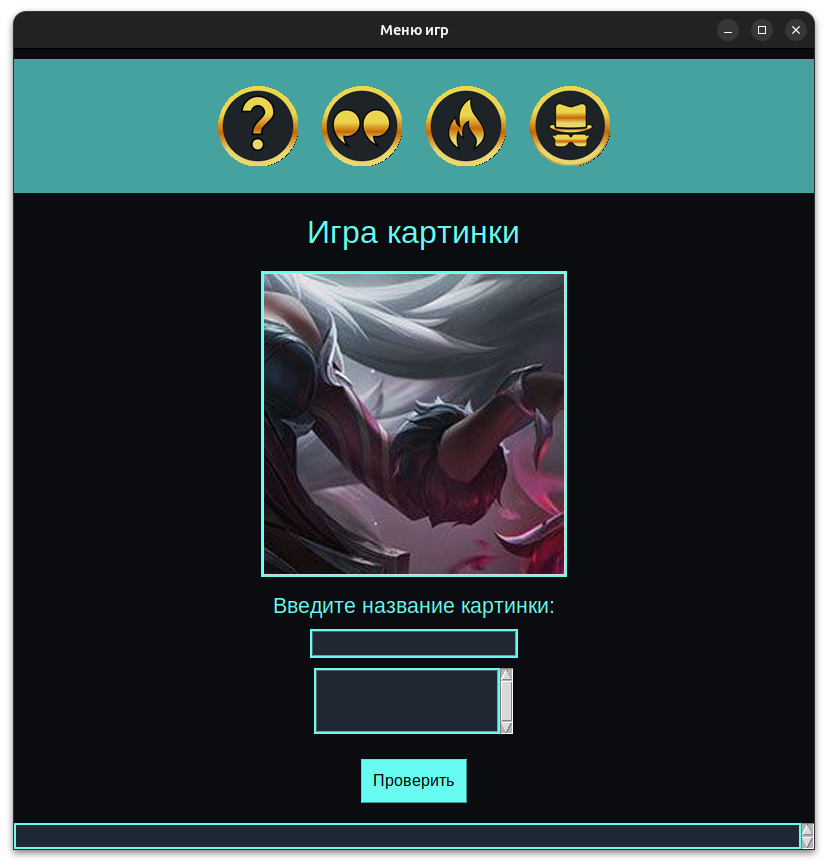 Меню игр
?
Игра картинки
Введите название картинки:
Проверить